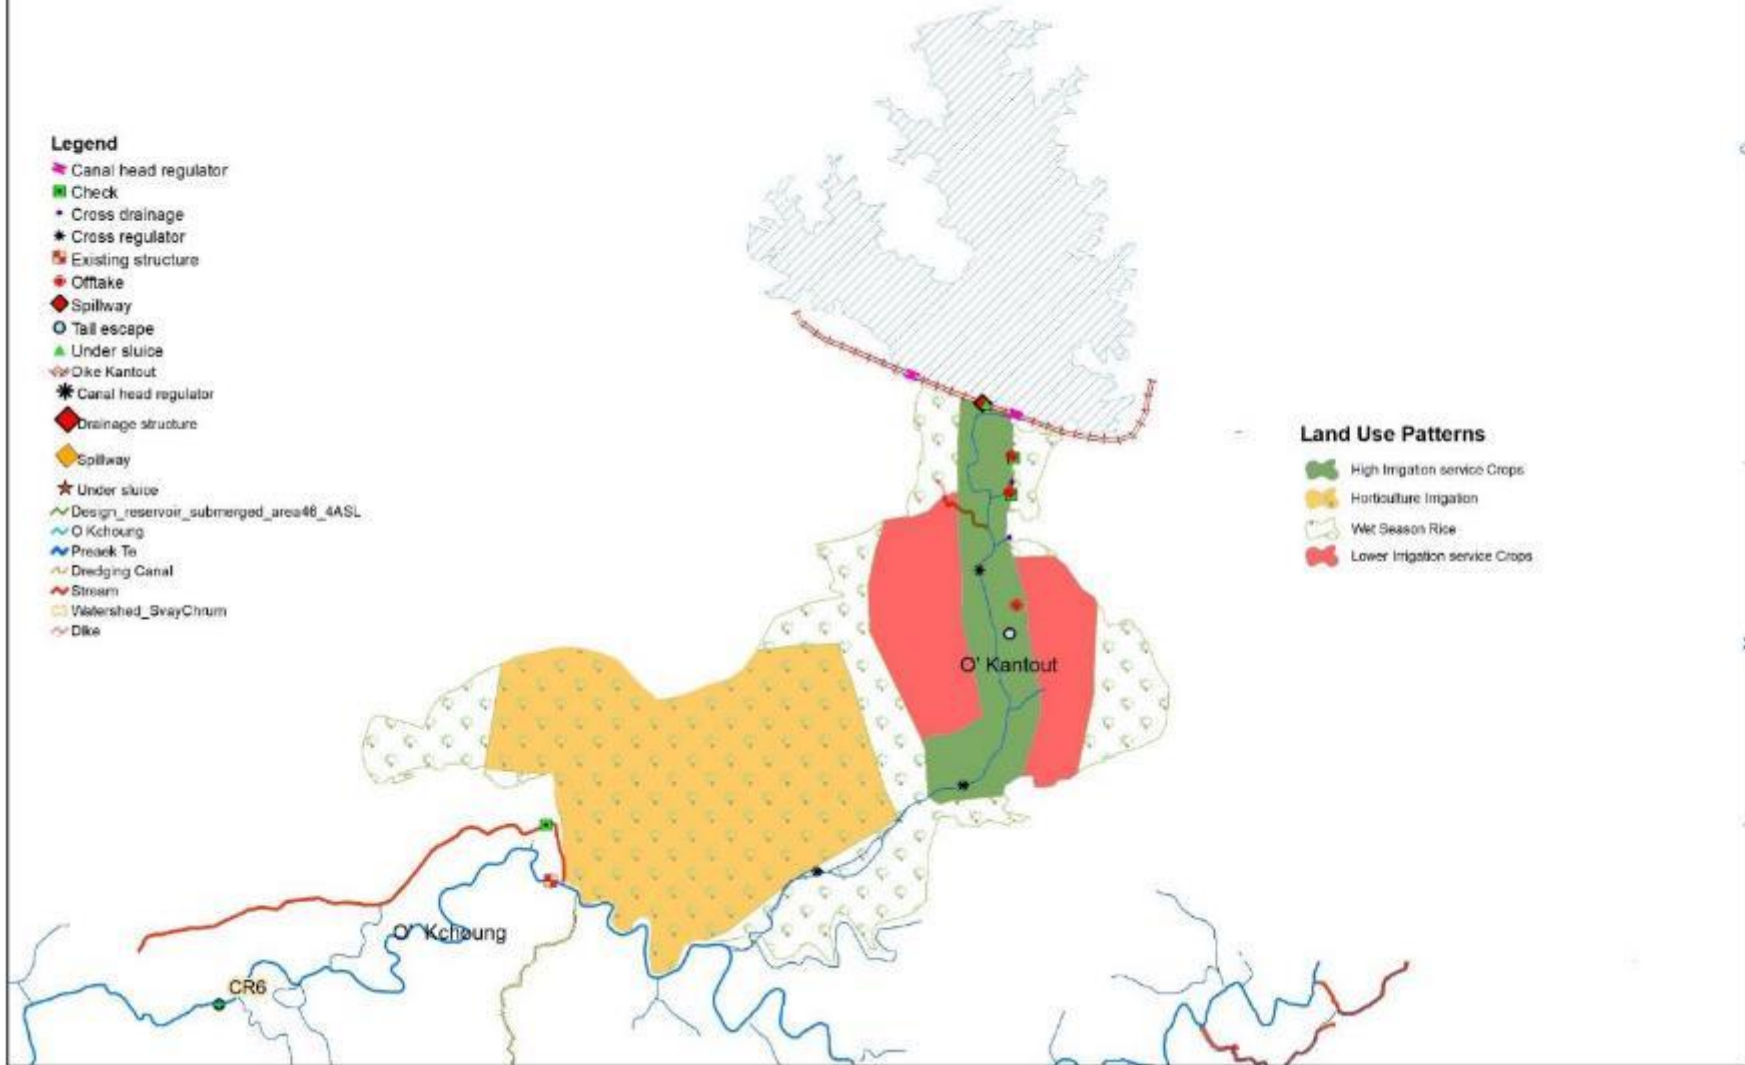 Legend
Canal head regulator
Check
Cross drainage
Cross regulator
Existing structure
Offtake
Spillway
Tail escape
Under sluice
Dike Kantout
Canal head regulator
Drainage structure
Spillway
Under sluice
Design_reservoir_submerged_area46_4ASL
O Kchoung
Preaek Te
Dredging Canal
Stream
Watershed_SvayChrum
Dike
Land Use Patterns
High Irrigation service Crops
Horticulture Irrigation
Wet Season Rice
Lower Irrigation service Crops
O' Kantout
O' Kchoung
CR6